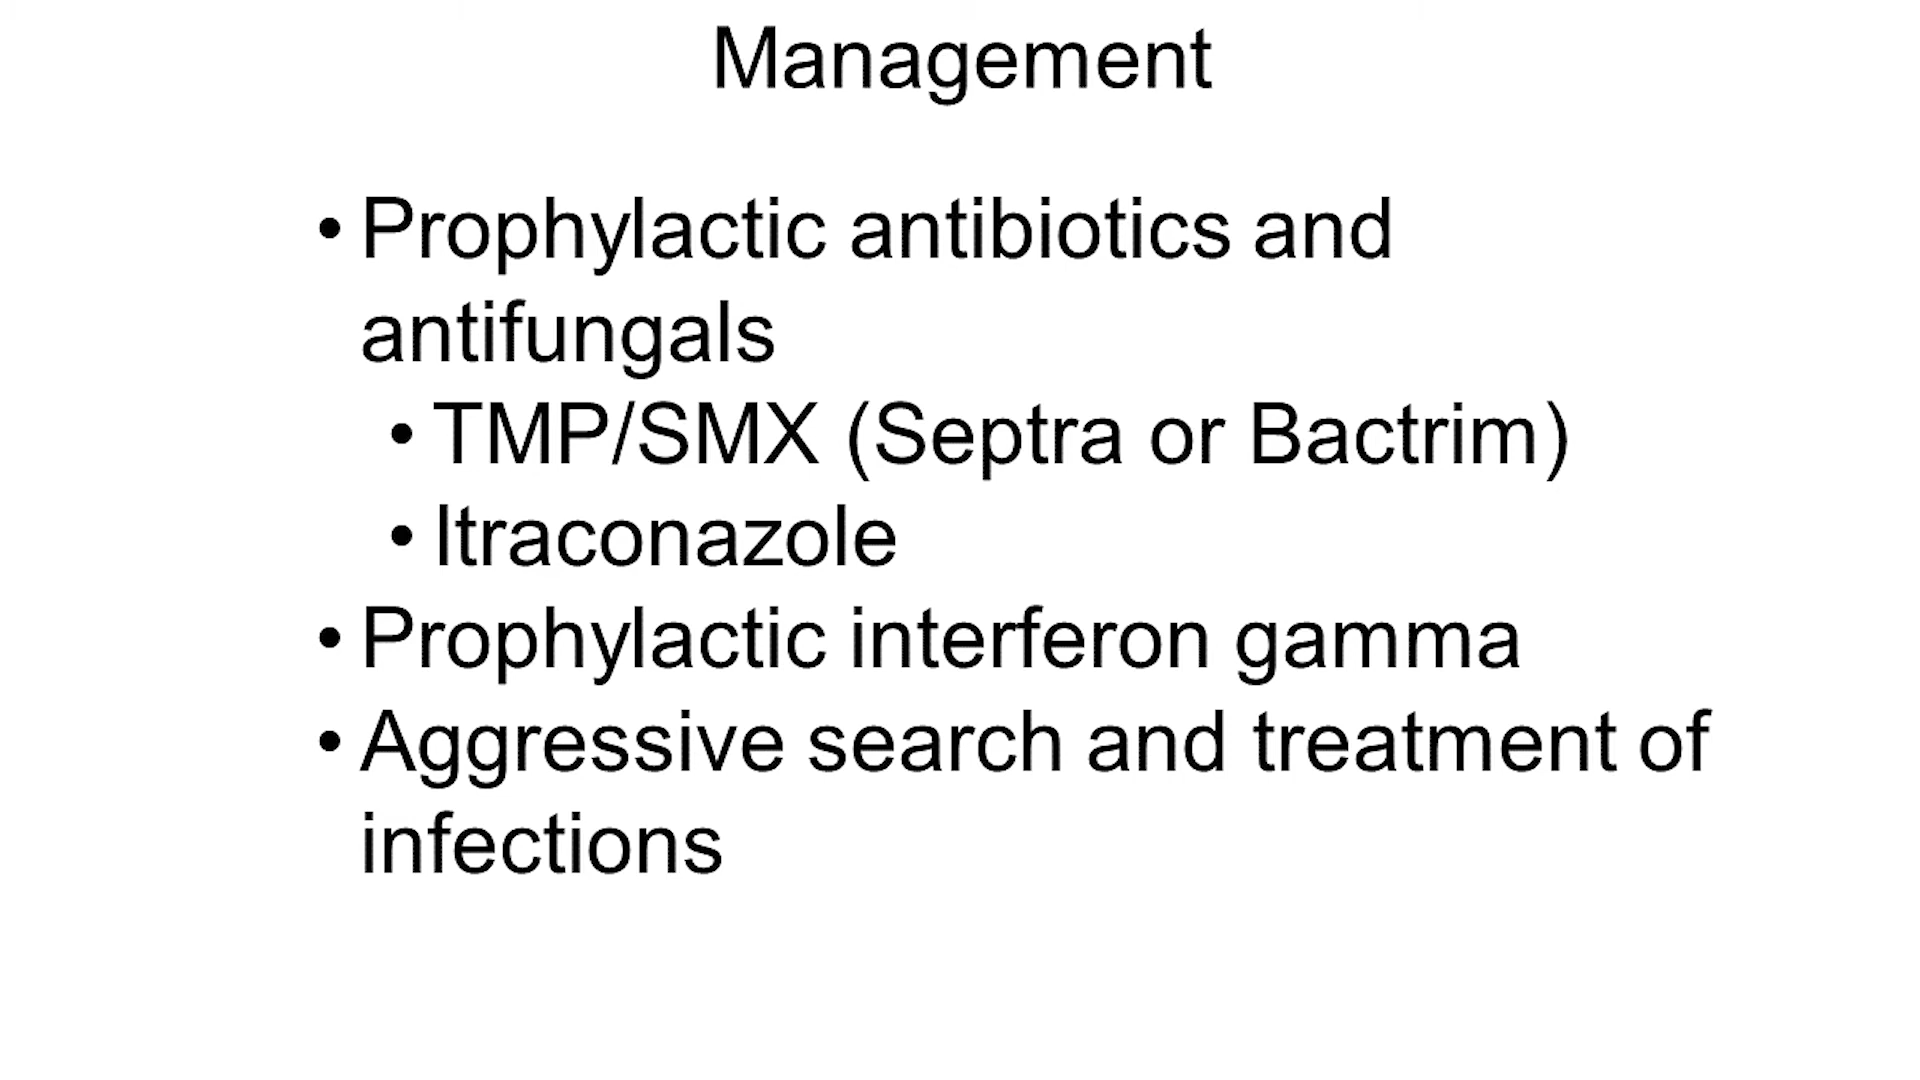 Management
• Prophylactic antibiotics and
antifungals
• TMP/SMX (Septra or Bactrim)
• Itraconazole
• Prophylactic interferon gamma
• Aggressive search and treatment of
infections